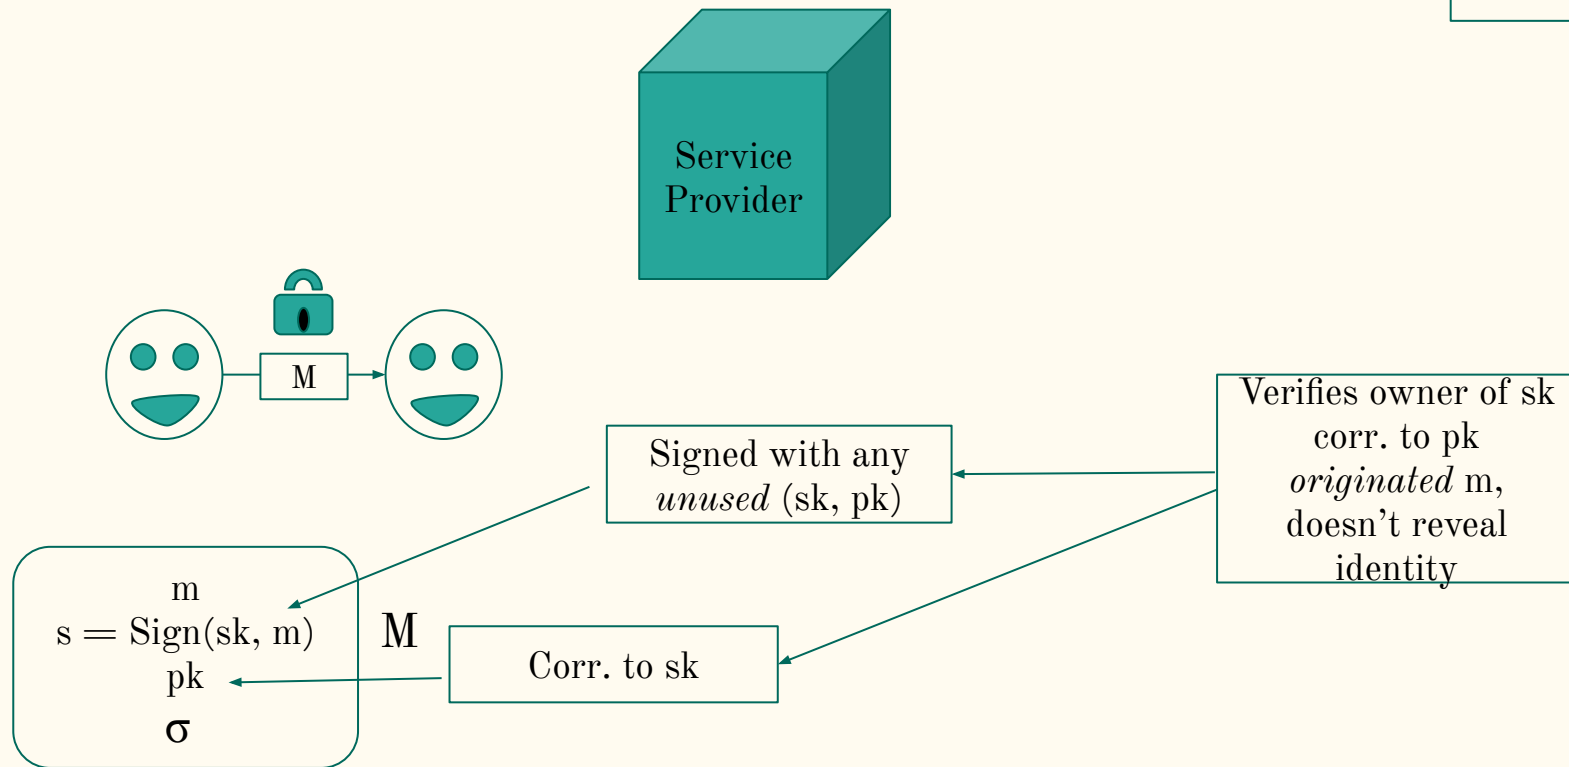 Service
Provider
M
Verifies owner of sk
corr. to pk
originated m,
doesn't reveal
identity
Signed with any
unused (sk, pk)
m
s = Sign(sk, m)
pk
σ
M
Corr. to sk